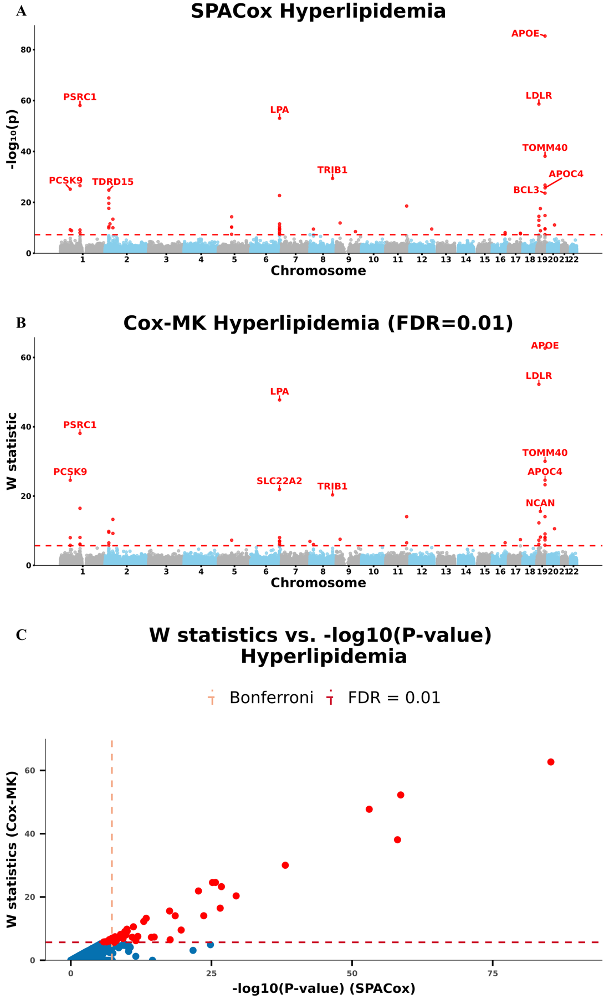 A
SPACox Hyperlipidemia
-log₁₀(p)
80
60
40
20
0
APOE
PSRC1
LDLR
LPA
TOMM40
TRIB1
APOC4
PCSK9
TDRD15
BCL3
1 2 3 4 5 6 7 8 9 10 11 12 13 14 15 16 17 18 19 20 21 22
Chromosome
B
Cox-MK Hyperlipidemia (FDR=0.01)
W statistic
60
40
20
0
APOE
LDLR
LPA
PSRC1
TOMM40
PCSK9
APOC4
SLC22A2
TRIB1
NCAN
1 2 3 4 5 6 7 8 9 10 11 12 13 14 15 16 17 18 19 20 21 22
Chromosome
C
W statistics vs. -log10(P-value)
Hyperlipidemia
Bonferroni FDR = 0.01
W statistics (Cox-MK)
60
40
20
0
0 25 50 75
-log10(P-value) (SPACox)